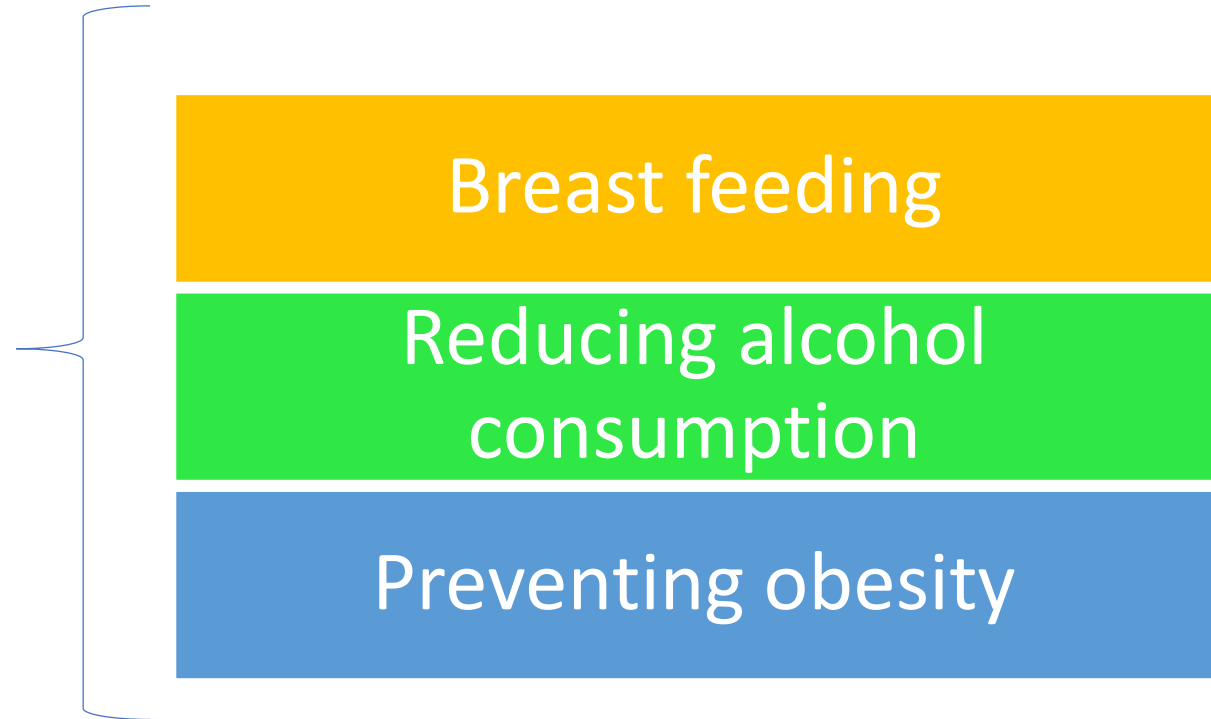 Breast feeding
Reducing alcohol
consumption
Preventing obesity